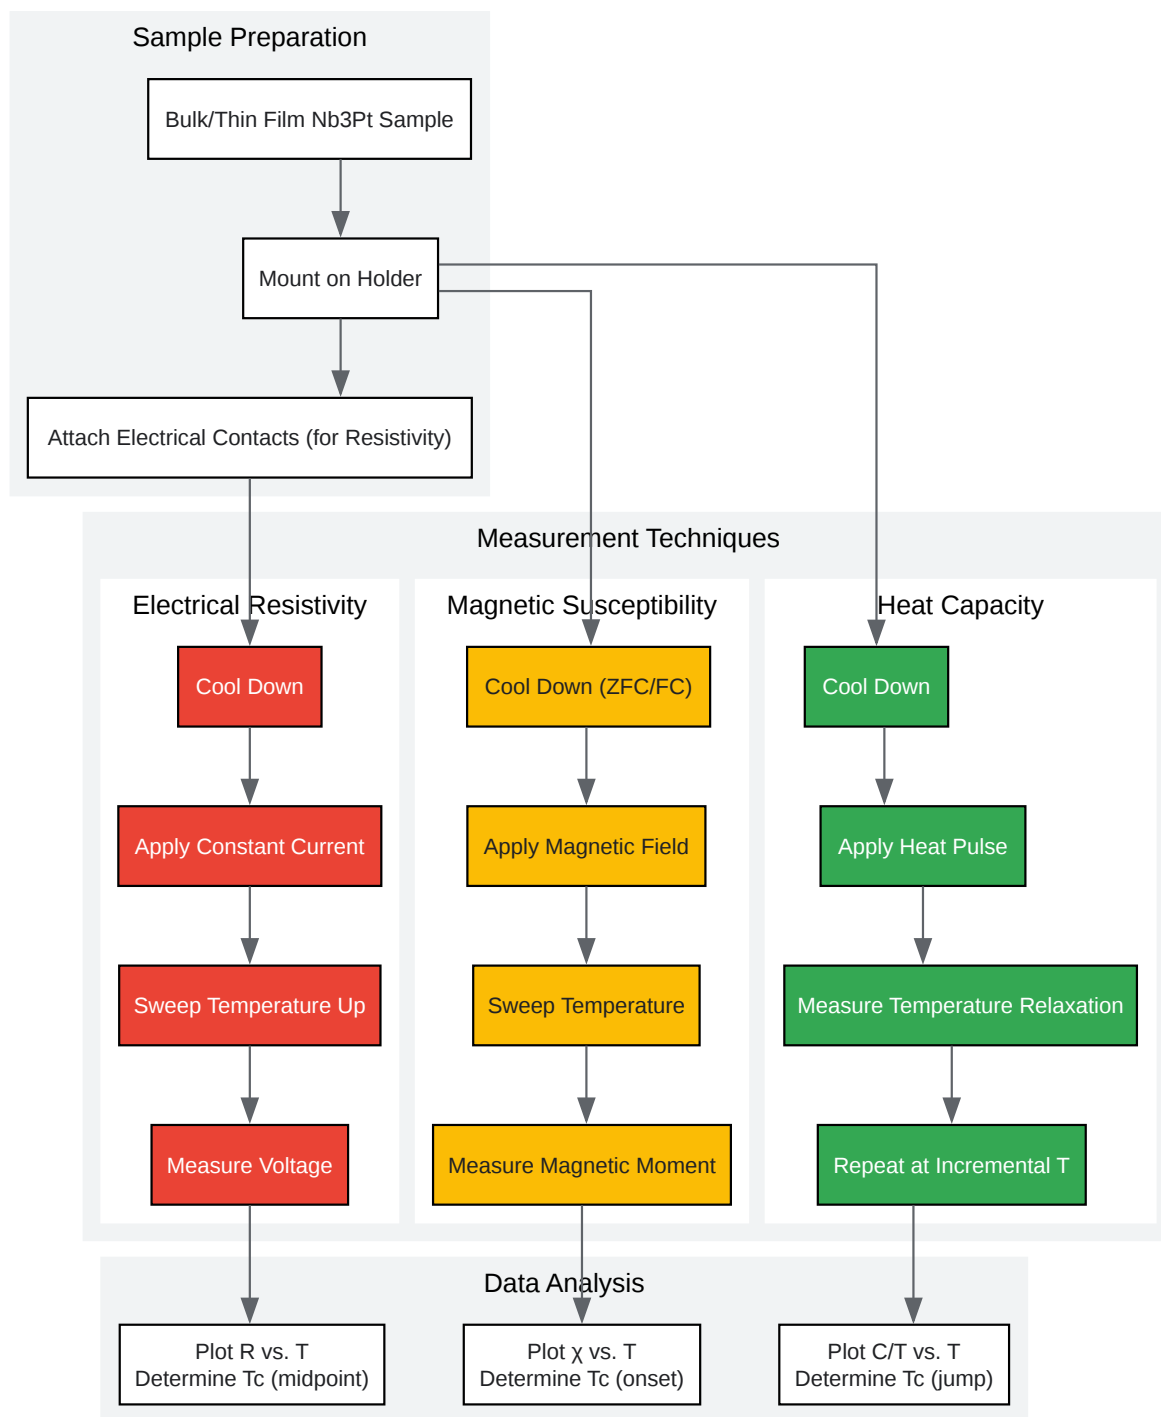 Sample Preparation
Bulk/Thin Film Nb3Pt Sample
Mount on Holder
Attach Electrical Contacts (for Resistivity)
Measurement Techniques
Electrical Resistivity
Cool Down
Apply Constant Current
Sweep Temperature Up
Measure Voltage
Magnetic Susceptibility
Cool Down (ZFC/FC)
Apply Magnetic Field
Sweep Temperature
Measure Magnetic Moment
Heat Capacity
Cool Down
Apply Heat Pulse
Measure Temperature Relaxation
Repeat at Incremental T
Data Analysis
Plot R vs. T
Determine Tc (midpoint)
Plot χ vs. T
Determine Tc (onset)
Plot C/T vs. T
Determine Tc (jump)